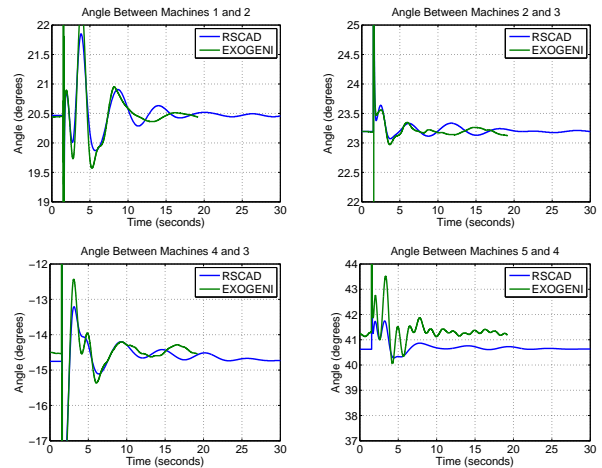 Angle Between Machines 1 and 2
22
21.5
21
20.5
20
19.5
19
Angle (degrees)
0 5 10 15 20 25 30
Time (seconds)
RSCAD
EXOGENI
Angle Between Machines 2 and 3
25
24.5
24
23.5
23
22.5
22
Angle (degrees)
0 5 10 15 20 25 30
Time (seconds)
RSCAD
EXOGENI
Angle Between Machines 4 and 3
−12
−13
−14
−15
−16
−17
Angle (degrees)
0 5 10 15 20 25 30
Time (seconds)
RSCAD
EXOGENI
Angle Between Machines 5 and 4
44
43
42
41
40
39
38
37
Angle (degrees)
0 5 10 15 20 25 30
Time (seconds)
RSCAD
EXOGENI